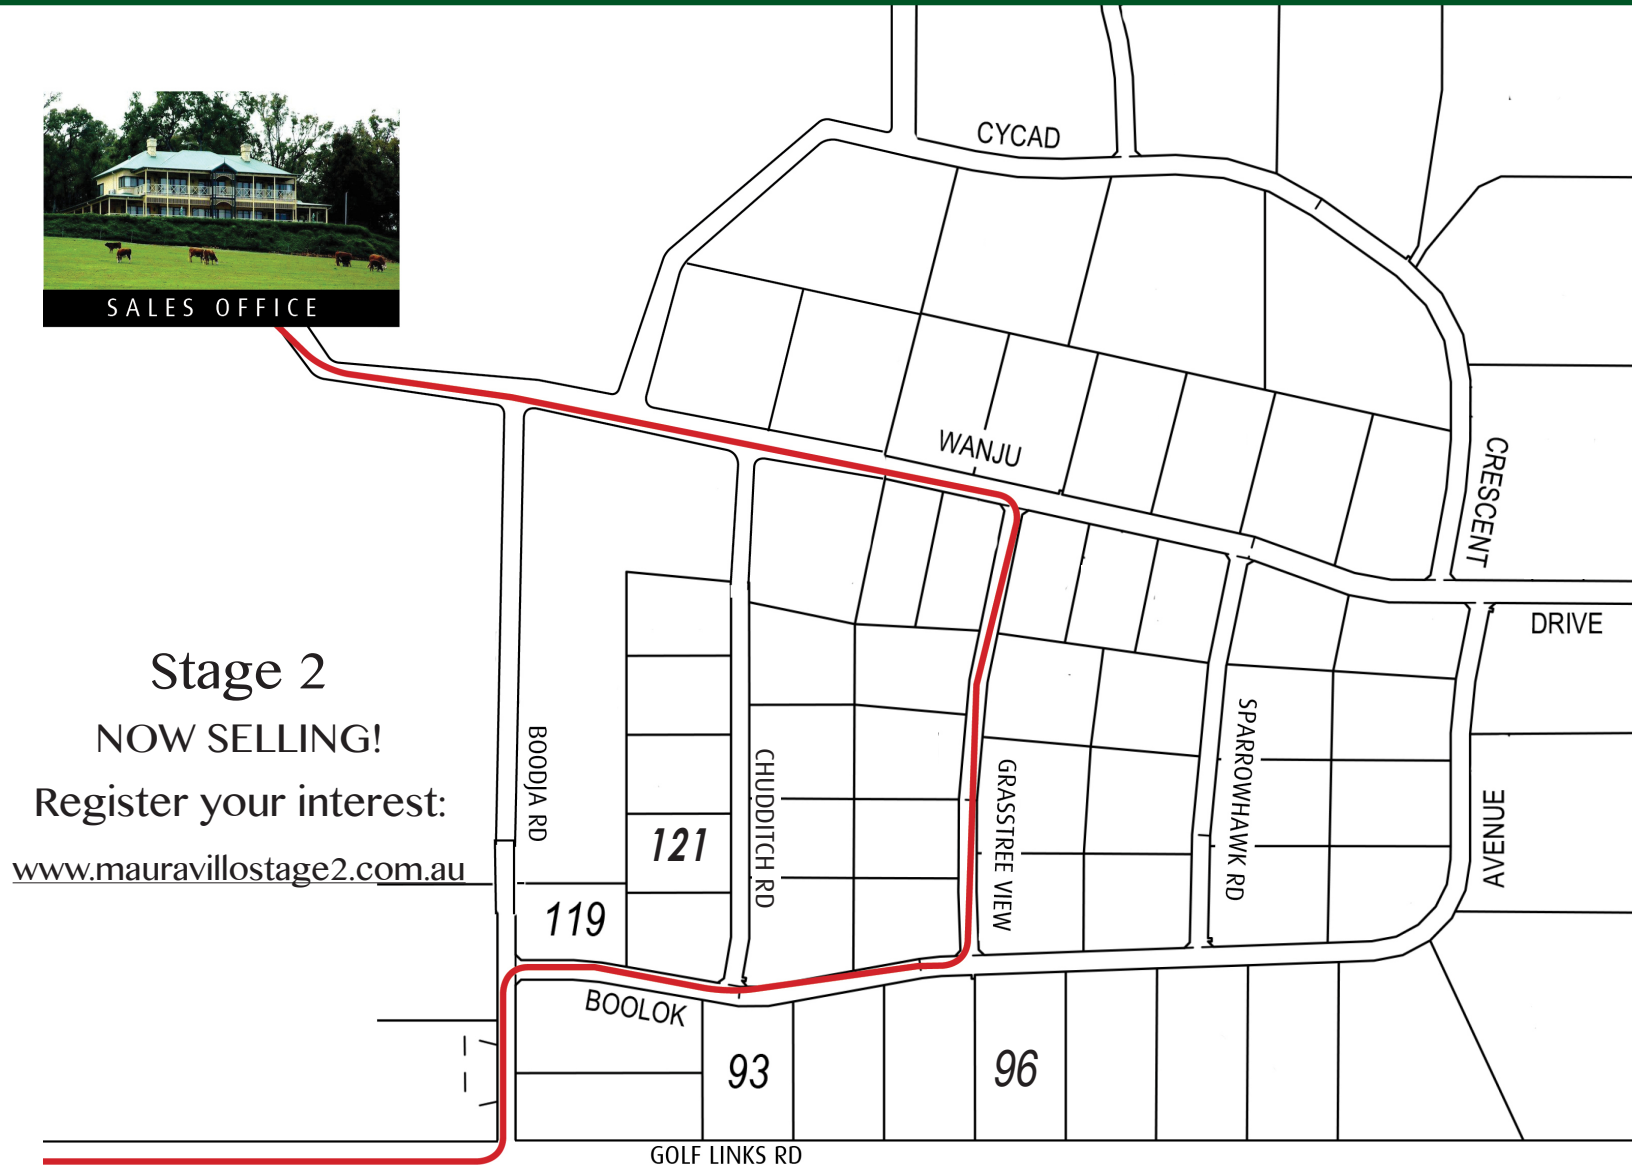 CYCAD
SALES OFFICE
WANJU
CRESCENT
DRIVE
Stage 2
NOW SELLING!
Register your interest:
www.mauravillostage2.com.au
BOODJA RD
CHUDDITCH RD
GRASSTREE VIEW
SPARROWHAWK RD
AVENUE
121
119
BOOLOK
93
96
GOLF LINKS RD